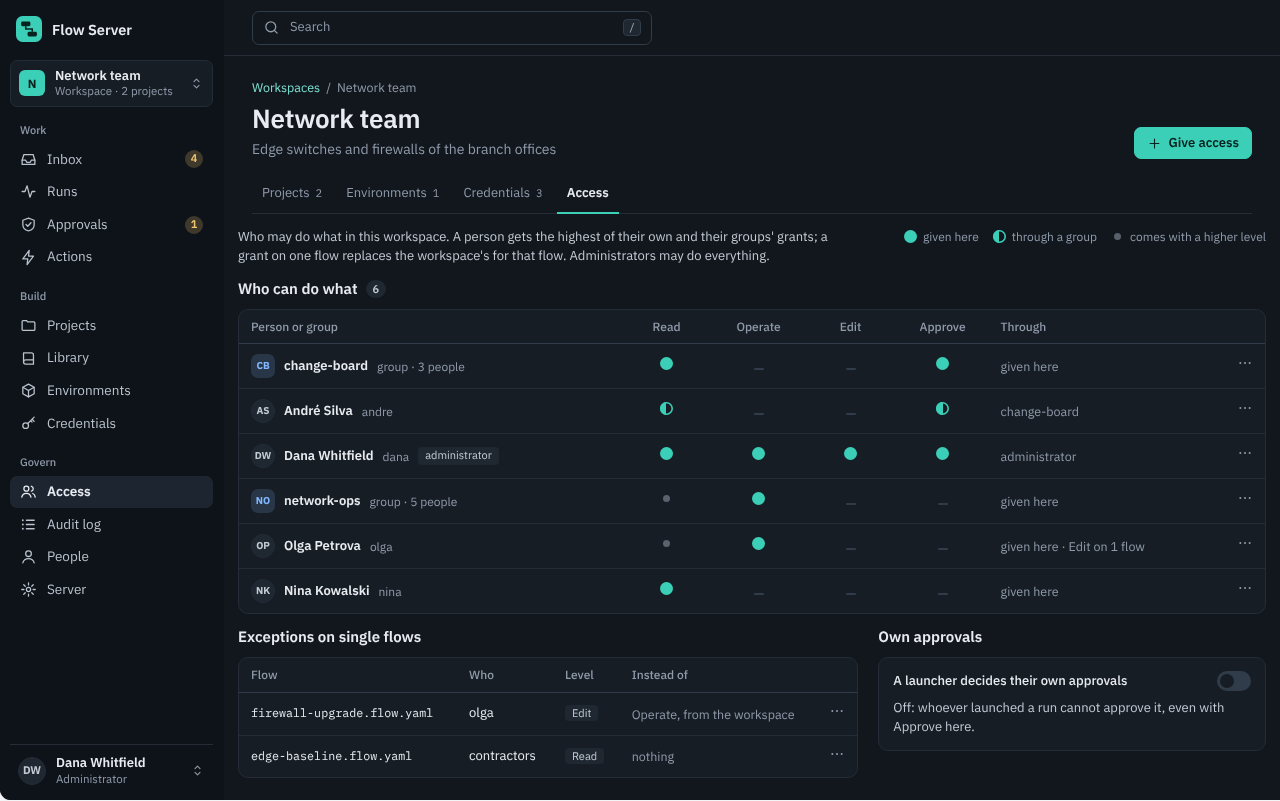 Flow Server
Search
/
N
Network team
Workspace · 2 projects
Work
Inbox 4
Runs
Approvals 1
Actions
Build
Projects
Library
Environments
Credentials
Govern
Access
Audit log
People
Server
DW
Dana Whitfield
Administrator
Workspaces / Network team
Network team
Edge switches and firewalls of the branch offices
+ Give access
Projects 2 Environments 1 Credentials 3 Access
Who may do what in this workspace. A person gets the highest of their own and their groups' grants; a
grant on one flow replaces the workspace's for that flow. Administrators may do everything.
given here through a group comes with a higher level
Who can do what 6
Person or group Read Operate Edit Approve Through
CB change-board group · 3 people – – given here ···
AS André Silva andre – – change-board ···
DW Dana Whitfield dana administrator administrator ···
NO network-ops group · 5 people – – given here ···
OP Olga Petrova olga – – given here · Edit on 1 flow ···
NK Nina Kowalski nina – – – given here ···
Exceptions on single flows
Flow Who Level Instead of
firewall-upgrade.flow.yaml olga Edit Operate, from the workspace ···
edge-baseline.flow.yaml contractors Read nothing ···
Own approvals
A launcher decides their own approvals
Off: whoever launched a run cannot approve it, even with
Approve here.